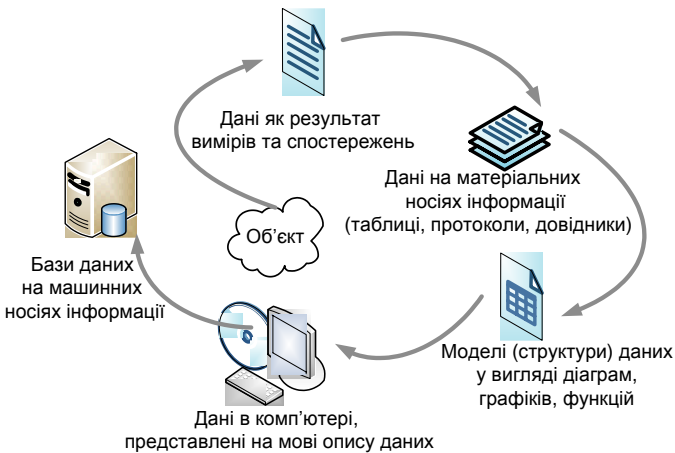 Дані як результат
вимірів та спостережень
Дані на матеріальних
носіях інформації
(таблиці, протоколи, довідники)
Об’єкт
Бази даних
на машинних
носіях інформації
Моделі (структури) даних
у вигляді діаграм,
графіків, функцій
Дані в комп’ютері,
представлені на мові опису даних